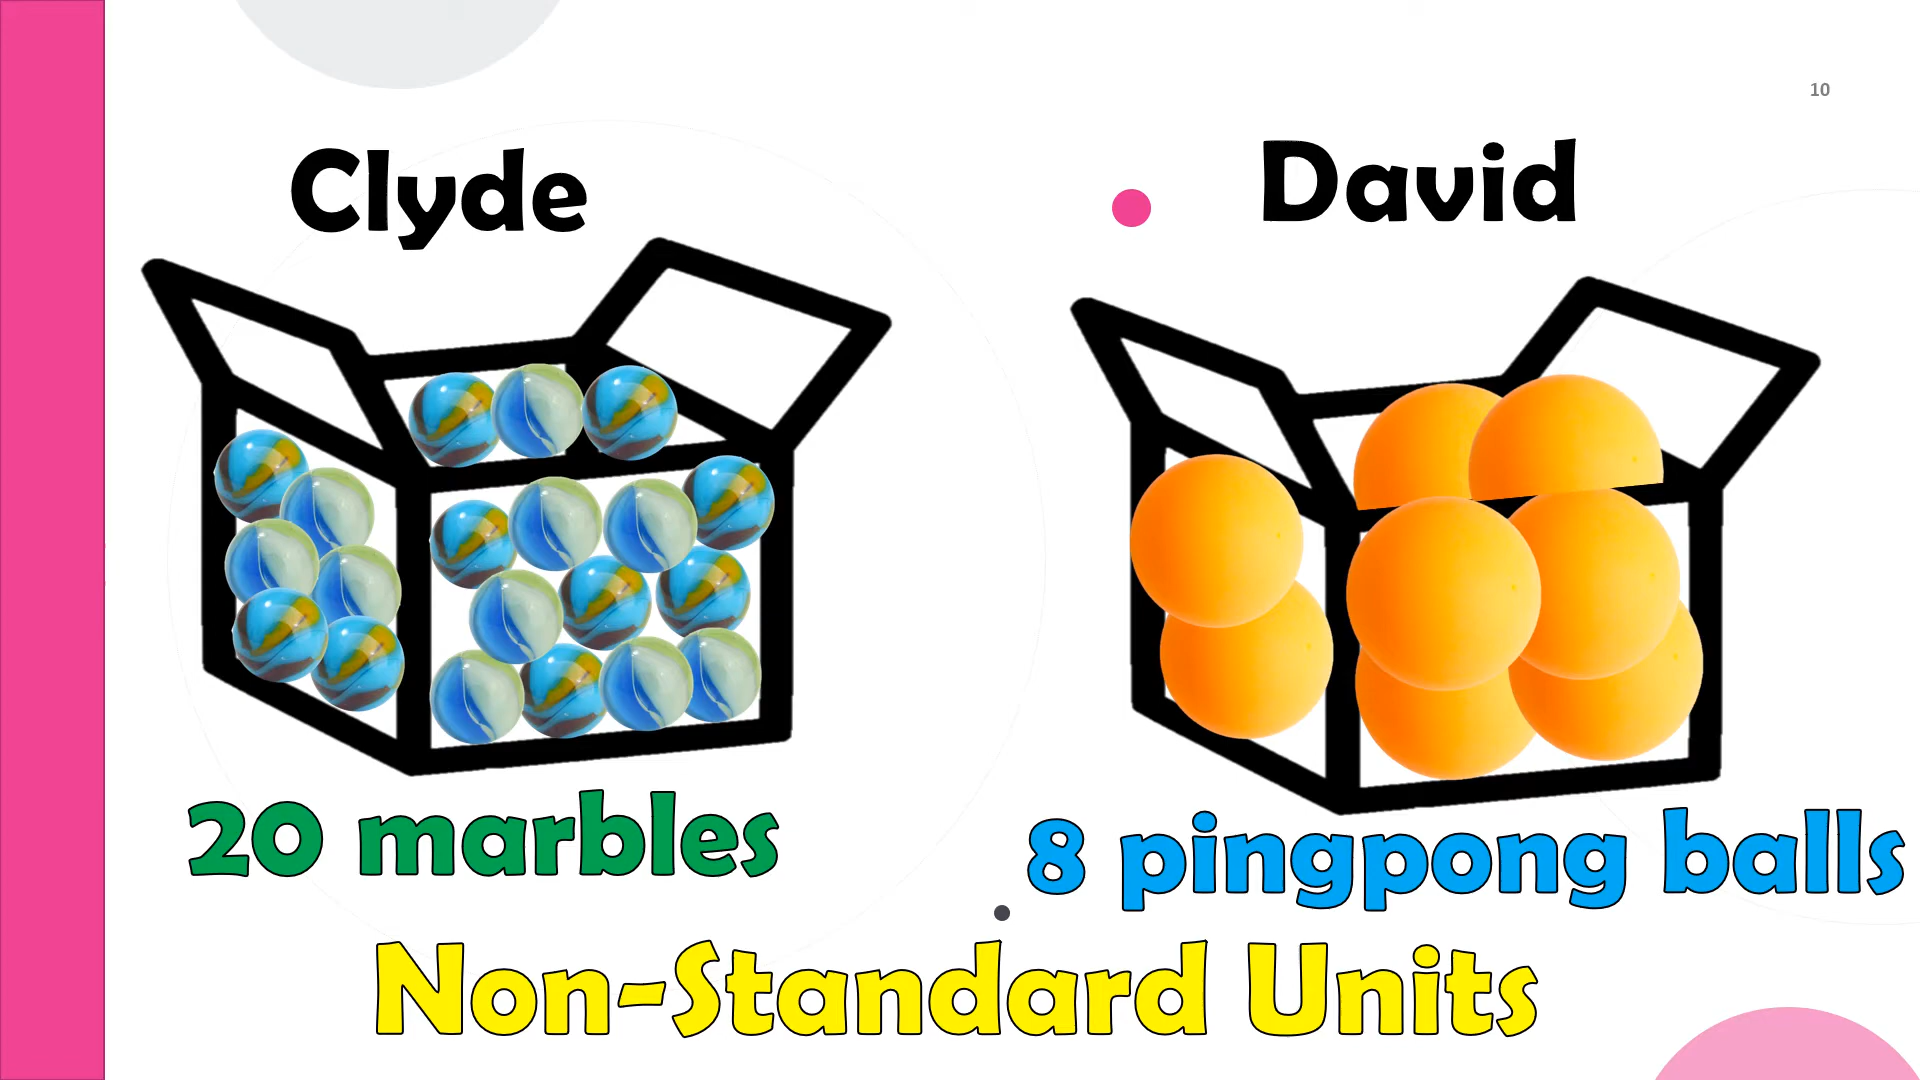 10
Clyde
David
20 marbles
8 pingpong balls
Non-Standard Units